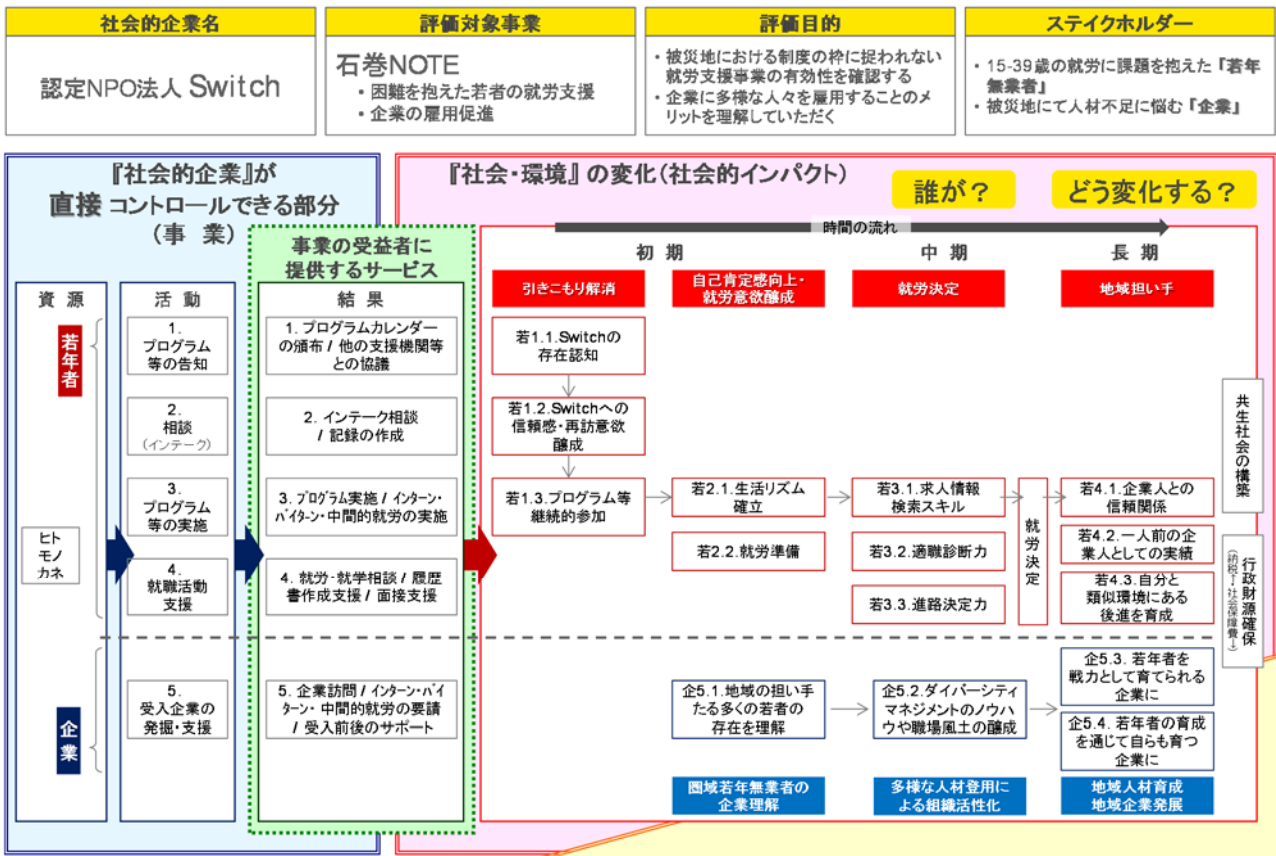 社会的企業名
認定NPO法人 Switch
評価対象事業
石巻NOTE
・困難を抱えた若者の就労支援
・企業の雇用促進
評価目的
・被災地における制度の枠に捉われない
就労支援事業の有効性を確認する
・企業に多様な人々を雇用することのメ
リットを理解していただく
ステイクホルダー
・15-39歳の就労に課題を抱えた『若年
無業者』
・被災地にて人材不足に悩む『企業』
『社会的企業』が
直接 コントロールできる部分
（事 業）
『社会・環境』の変化（社会的インパクト）
誰が？
どう変化する？
時間の流れ
初 期
中 期
長 期
事業の受益者に
提供するサービス
資 源
活 動
結 果
引きこもり解消
自己肯定感向上・
就労意欲醸成
就労決定
地域担い手
若年者
ヒト
モノ
カネ
企業
1.
プログラム
等の告知
2.
相談
（インテーク）
3.
プログラム
等の実施
4.
就職活動
支援
5.
受入企業の
発掘・支援
1. プログラムカレンダー
の頒布 / 他の支援機関等
との協議
2. インテーク相談
/ 記録の作成
3. プログラム実施 / インターン・
バイターン・中間的就労の実施
4. 就労・就学相談 / 履歴
書作成支援 / 面接支援
5. 企業訪問 / インターン・バイ
ターン・ 中間的就労の要請
/ 受入前後のサポート
若1.1.Switchの
存在認知
若1.2.Switchへの
信頼感・再訪意欲
醸成
若1.3.プログラム等
継続的参加
若2.1.生活リズム
確立
若2.2.就労準備
若3.1.求人情報
検索スキル
若3.2.適職診断力
若3.3.進路決定力
就労決定
若4.1.企業人との
信頼関係
若4.2.一人前の企
業人としての実績
若4.3.自分と
類似環境にある
後進を育成
共生社会の構築
行政財源確保
（納税↑・社会保障費↓）
企5.1.地域の担い手
たる多くの若者の
存在を理解
企5.2.ダイバーシティ
マネジメントのノウハ
ウや職場風土の醸成
企5.3. 若年者を
戦力として育てられる
企業に
企5.4. 若年者の育成
を通じて自らも育つ
企業に
圏域若年無業者の
企業理解
多様な人材登用に
よる組織活性化
地域人材育成
地域企業発展